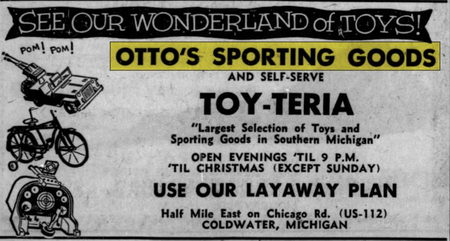 SEE OUR WONDERLAND of TOYS!
POM! POM!
OTTO'S SPORTING GOODS
AND SELF-SERVE
TOY-TERIA
"Largest Selection of Toys and
Sporting Goods in Southern Michigan"
OPEN EVENINGS 'TIL 9 P.M.
'TIL CHRISTMAS (EXCEPT SUNDAY)
USE OUR LAYAWAY PLAN
Half Mile East on Chicago Rd. (US-112)
COLDWATER, MICHIGAN